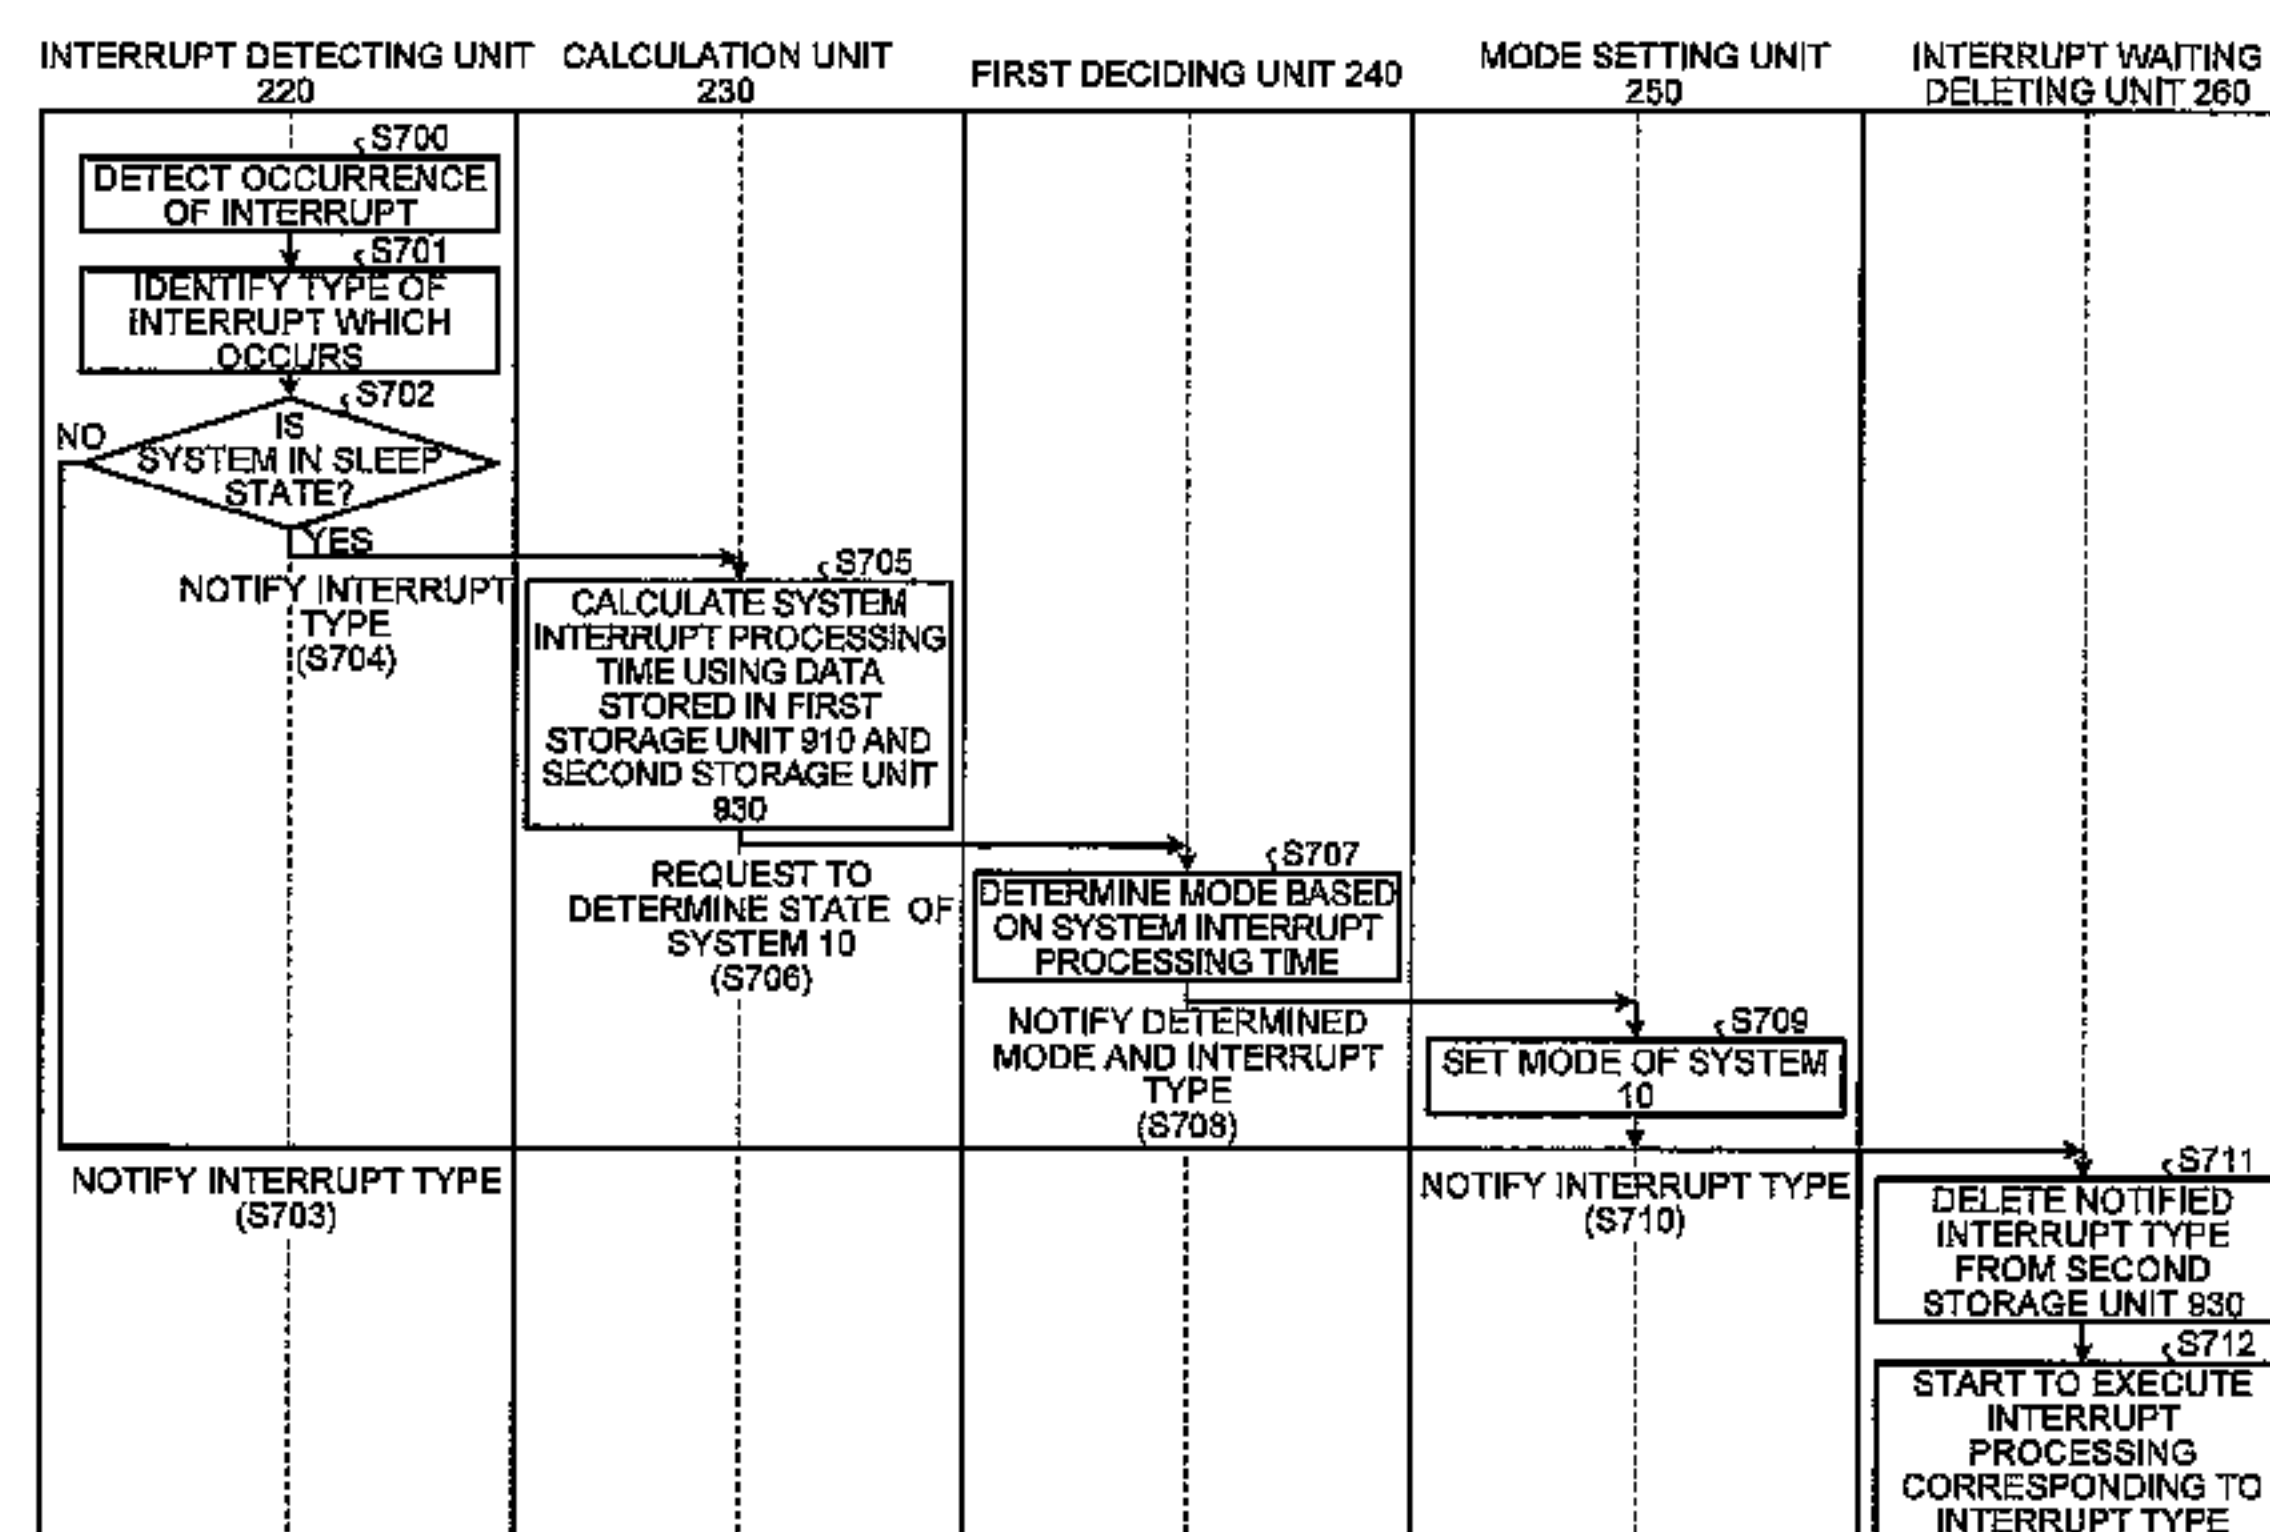 INTERRUPT DETECTING UNIT
220
CALCULATION UNIT
230
FIRST DECIDING UNIT 240
MODE SETTING UNIT
250
INTERRUPT WAITING
DELETING UNIT 260
S700
DETECT OCCURRENCE
OF INTERRUPT
S701
IDENTIFY TYPE OF
INTERRUPT WHICH
OCCURS
S702
NO
IS
SYSTEM IN SLEEP
STATE?
YES
NOTIFY INTERRUPT
TYPE
(S704)
S705
CALCULATE SYSTEM
INTERRUPT PROCESSING
TIME USING DATA
STORED IN FIRST
STORAGE UNIT 910 AND
SECOND STORAGE UNIT
930
REQUEST TO
DETERMINE STATE OF
SYSTEM 10
(S706)
S707
DETERMINE MODE BASED
ON SYSTEM INTERRUPT
PROCESSING TIME
NOTIFY DETERMINED
MODE AND INTERRUPT
TYPE
(S708)
S709
SET MODE OF SYSTEM
10
NOTIFY INTERRUPT TYPE
(S703)
NOTIFY INTERRUPT TYPE
(S710)
S711
DELETE NOTIFIED
INTERRUPT TYPE
FROM SECOND
STORAGE UNIT 930
S712
START TO EXECUTE
INTERRUPT
PROCESSING
CORRESPONDING TO
INTERRUPT TYPE